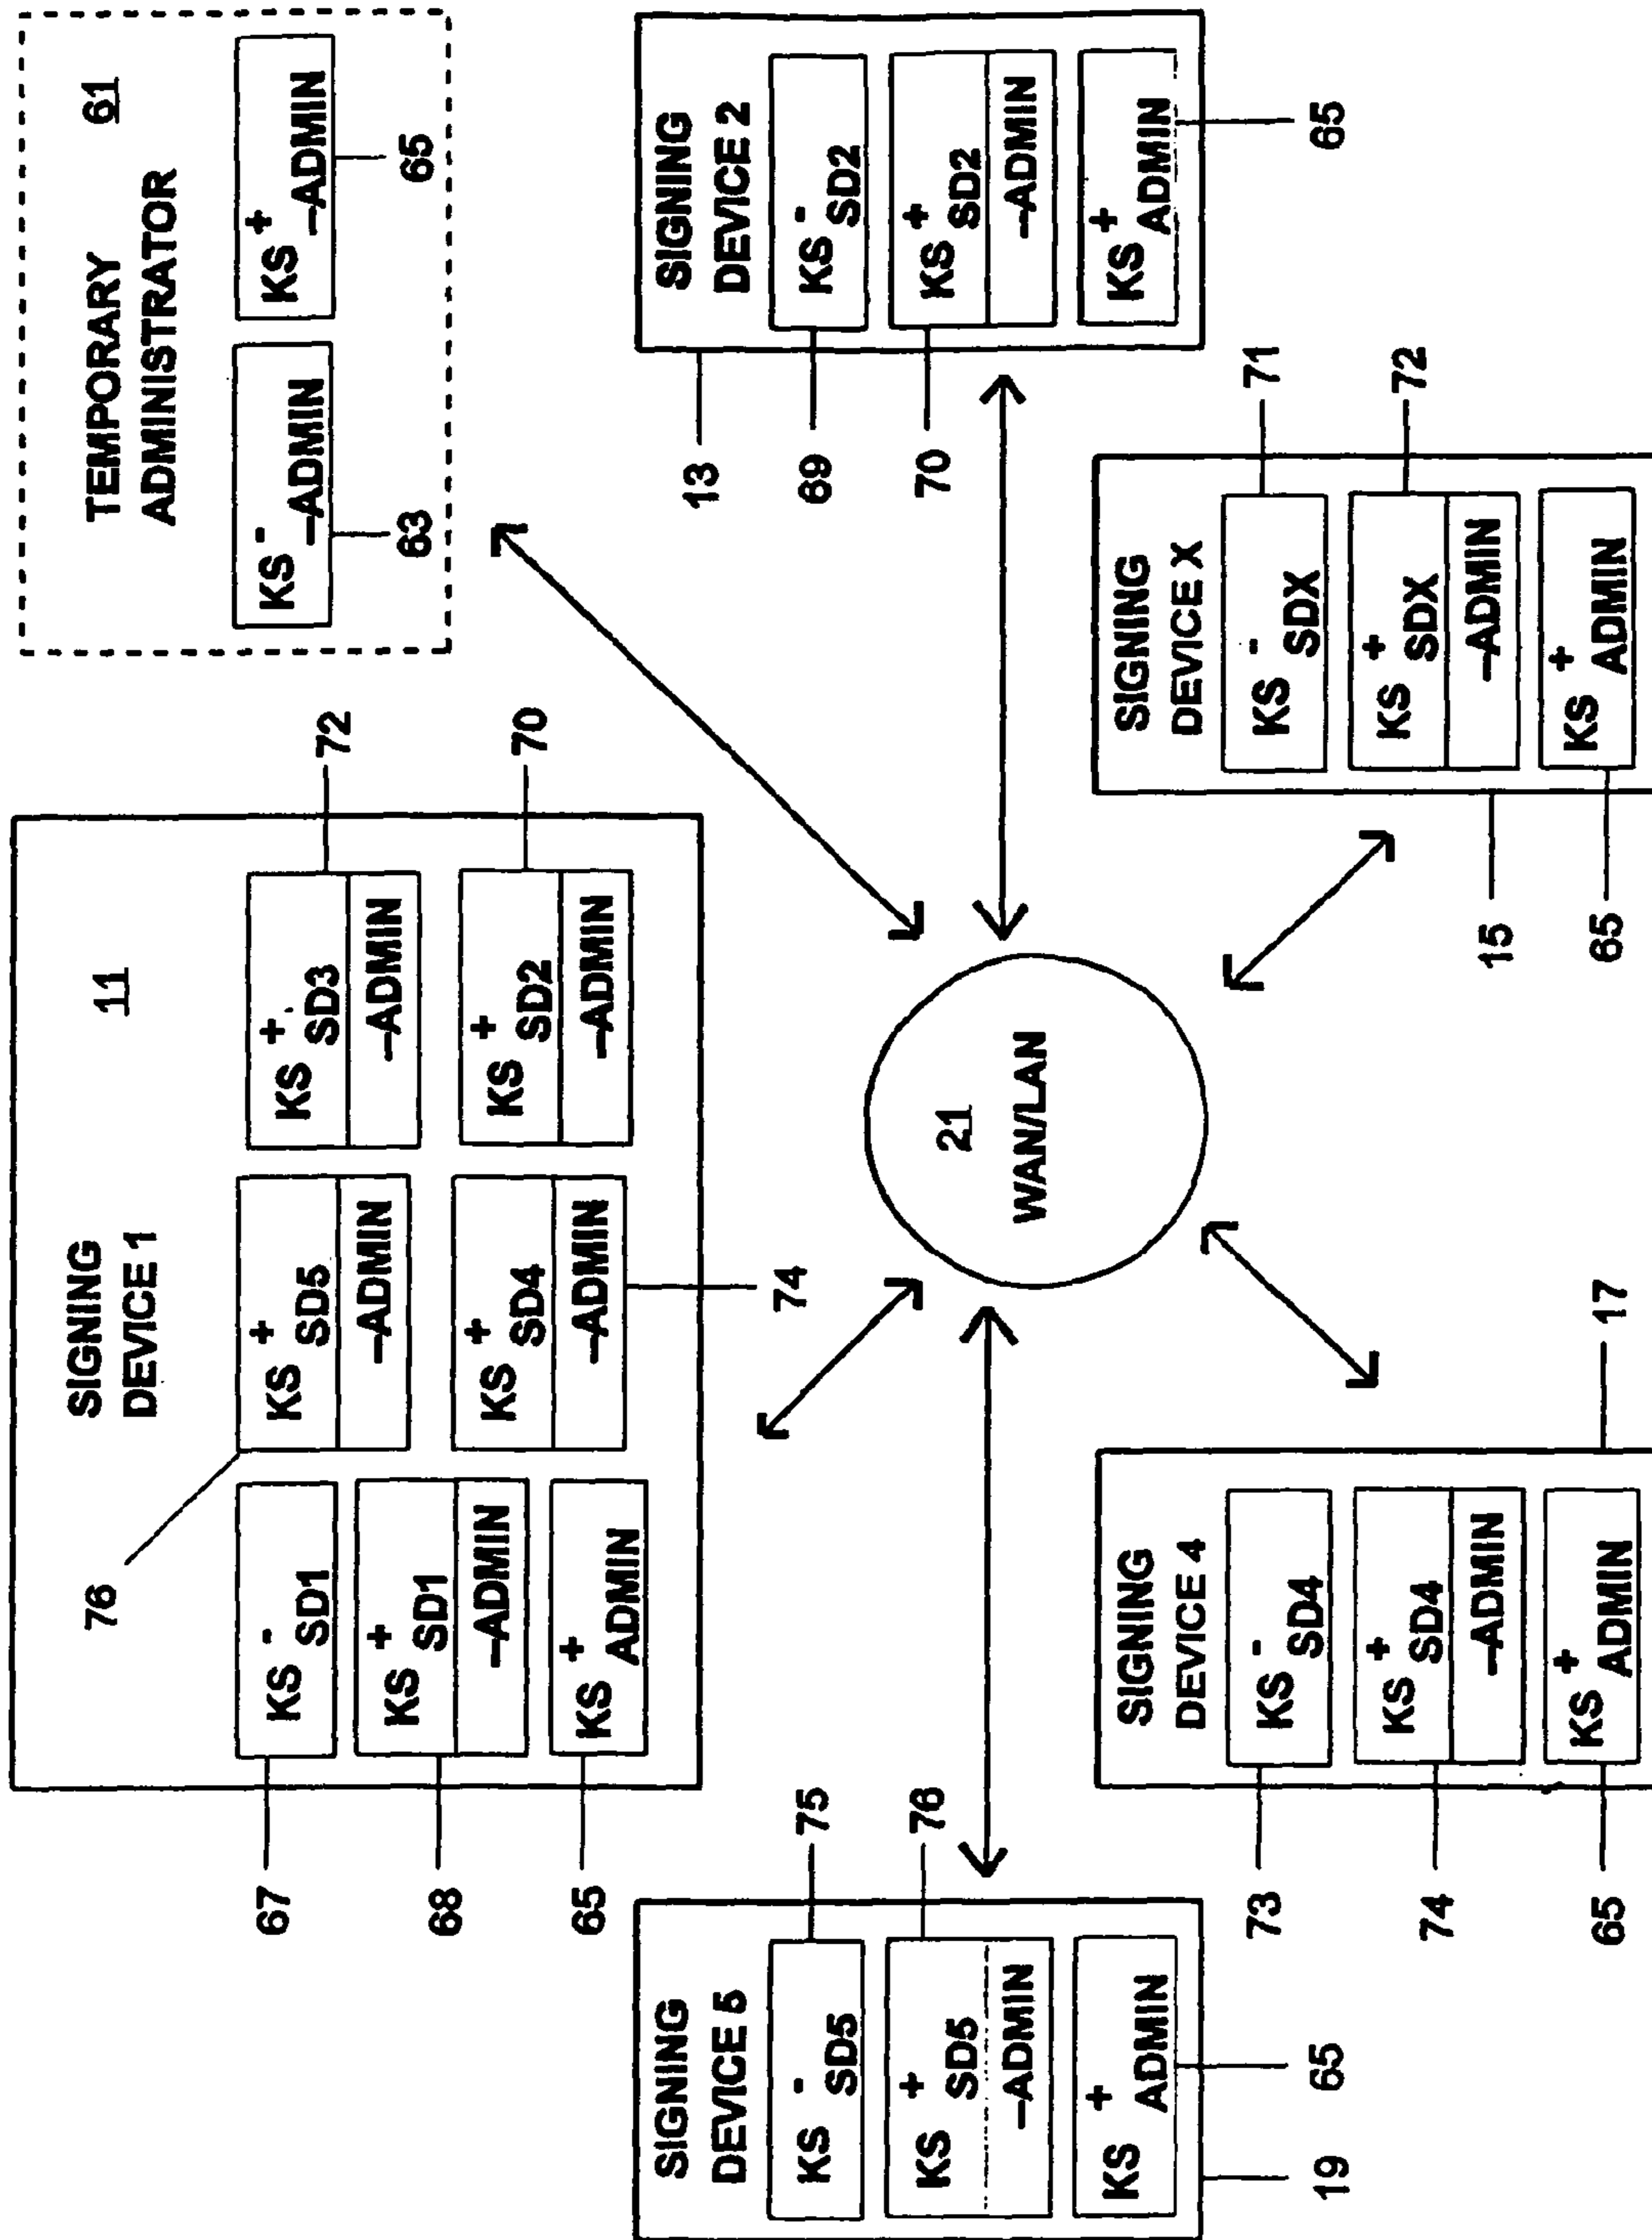 SIGNING
DEVICE 1
11
76
KS - SD1
KS + SD1
–ADMIN
KS + ADMIN
67
68
65
KS + SD5
–ADMIN
KS + SD4
–ADMIN
74
KS + SD3
–ADMIN
72
KS + SD2
–ADMIN
70
TEMPORARY
ADMINISTRATOR
61
KS - –ADMIN
63
KS + –ADMIN
65
SIGNING
DEVICE 5
KS - SD5
75
KS + SD5
–ADMIN
76
KS + ADMIN
65
19
21
WAN/LAN
SIGNING
DEVICE 2
13
KS - SD2
69
KS + SD2
–ADMIN
70
KS + ADMIN
65
SIGNING
DEVICE 4
17
KS - SD4
73
KS + SD4
–ADMIN
74
KS + ADMIN
65
SIGNING
DEVICE X
KS - SDX
71
KS + SDX
–ADMIN
72
KS + ADMIN
15
65